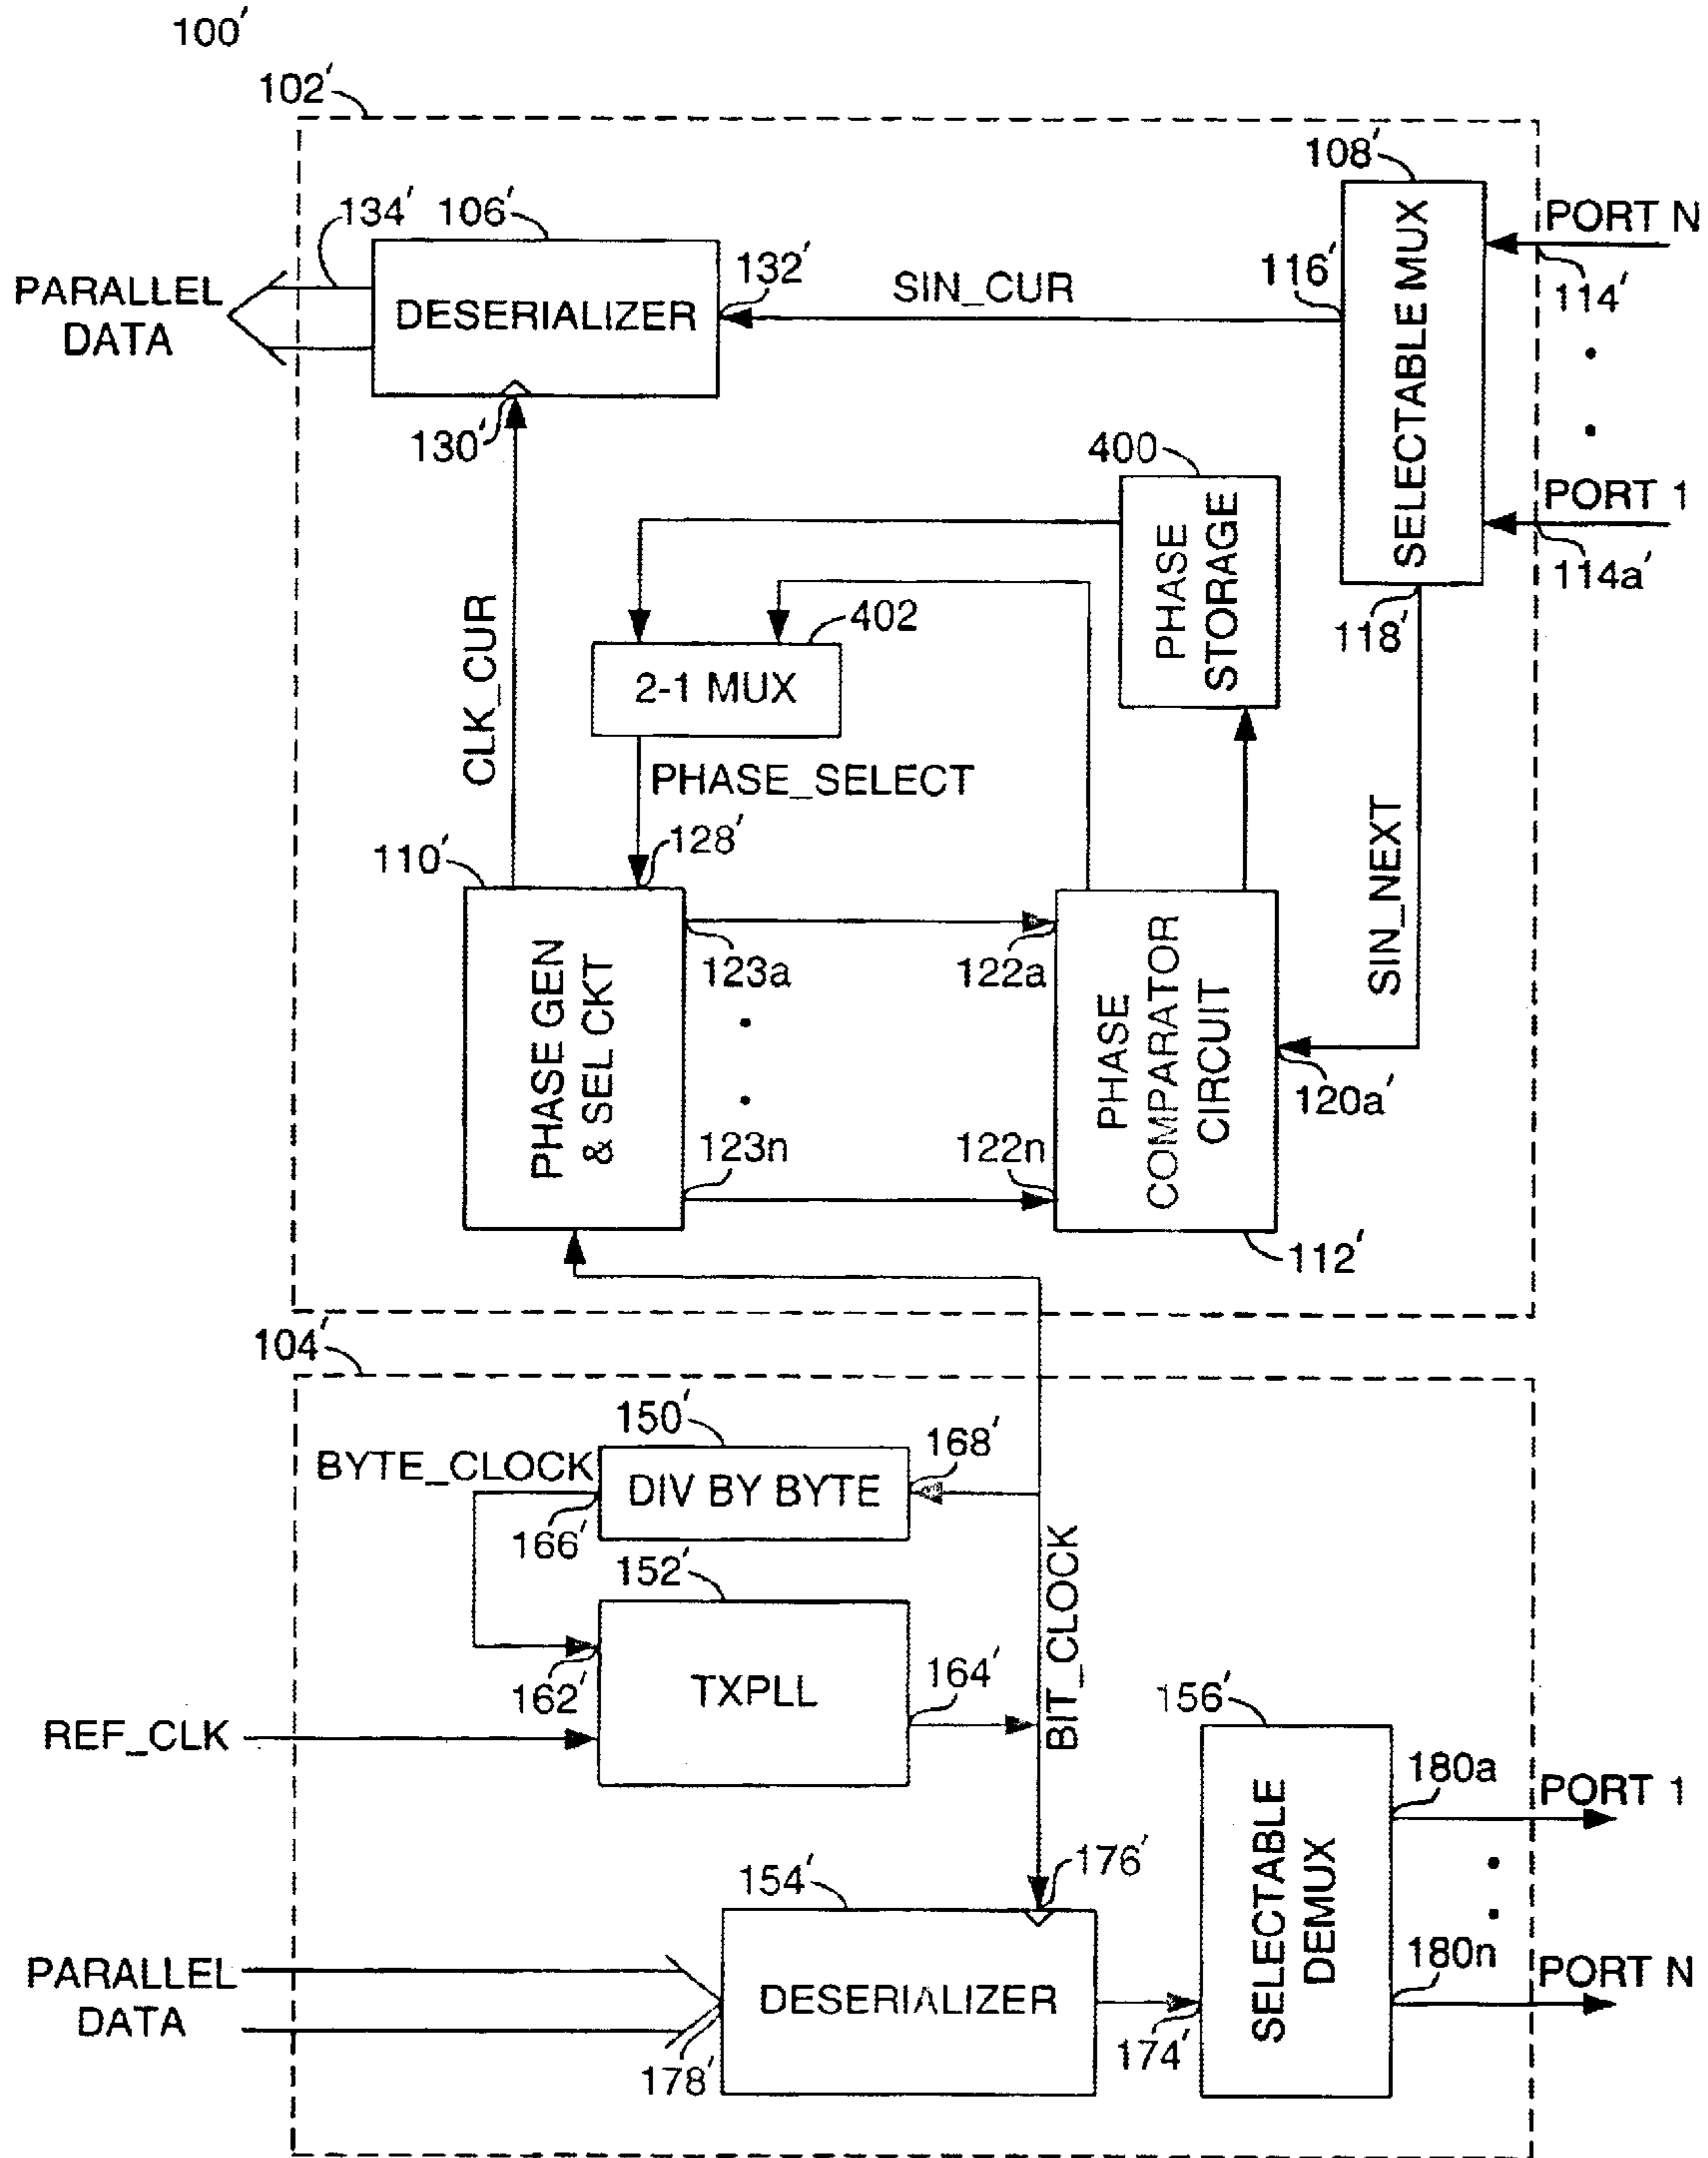 100′
102′
108′
PORT N
134′
106′
132′
116′
SIN_CUR
SELECTABLE MUX
114′
PARALLEL
DATA
DESERIALIZER
130′
400
PORT 1
114a′
118′
PHASE
STORAGE
402
2-1 MUX
CLK_CUR
PHASE_SELECT
SIN_NEXT
110′
128′
123a
122a
PHASE GEN
& SEL CKT
PHASE
COMPARATOR
CIRCUIT
120a′
123n
122n
112′
104′
150′
168′
BYTE_CLOCK
DIV BY BYTE
166′
152′
BIT_CLOCK
162′
TXPLL
164′
156′
REF_CLK
180a
PORT 1
SELECTABLE
DEMUX
154′
176′
180n
PORT N
PARALLEL
DATA
DESERIALIZER
178′
174′